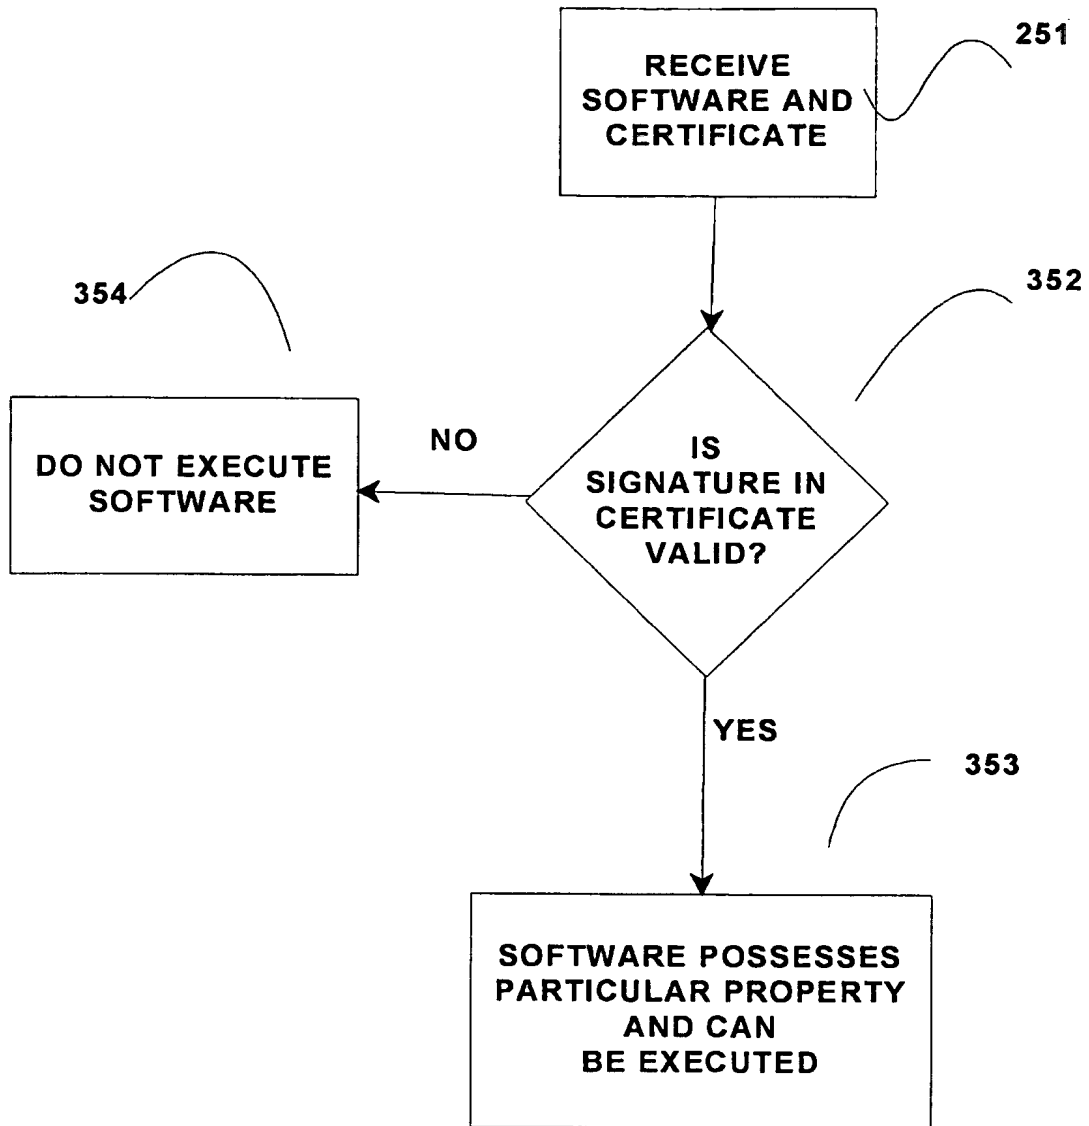 251
RECEIVE
SOFTWARE AND
CERTIFICATE
352
354
IS
SIGNATURE IN
CERTIFICATE
VALID?
NO
DO NOT EXECUTE
SOFTWARE
YES
353
SOFTWARE POSSESSES
PARTICULAR PROPERTY
AND CAN
BE EXECUTED